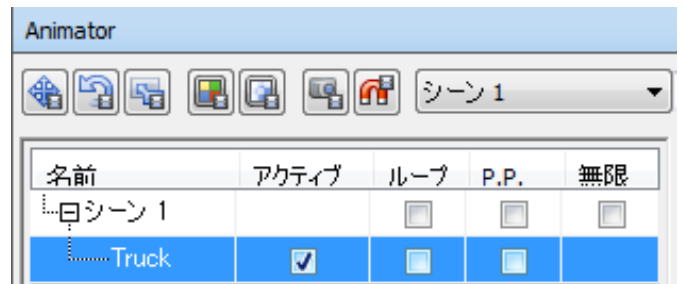 Animator
シーン 1
名前 アクティブ ループ P.P. 無限
シーン 1
Truck